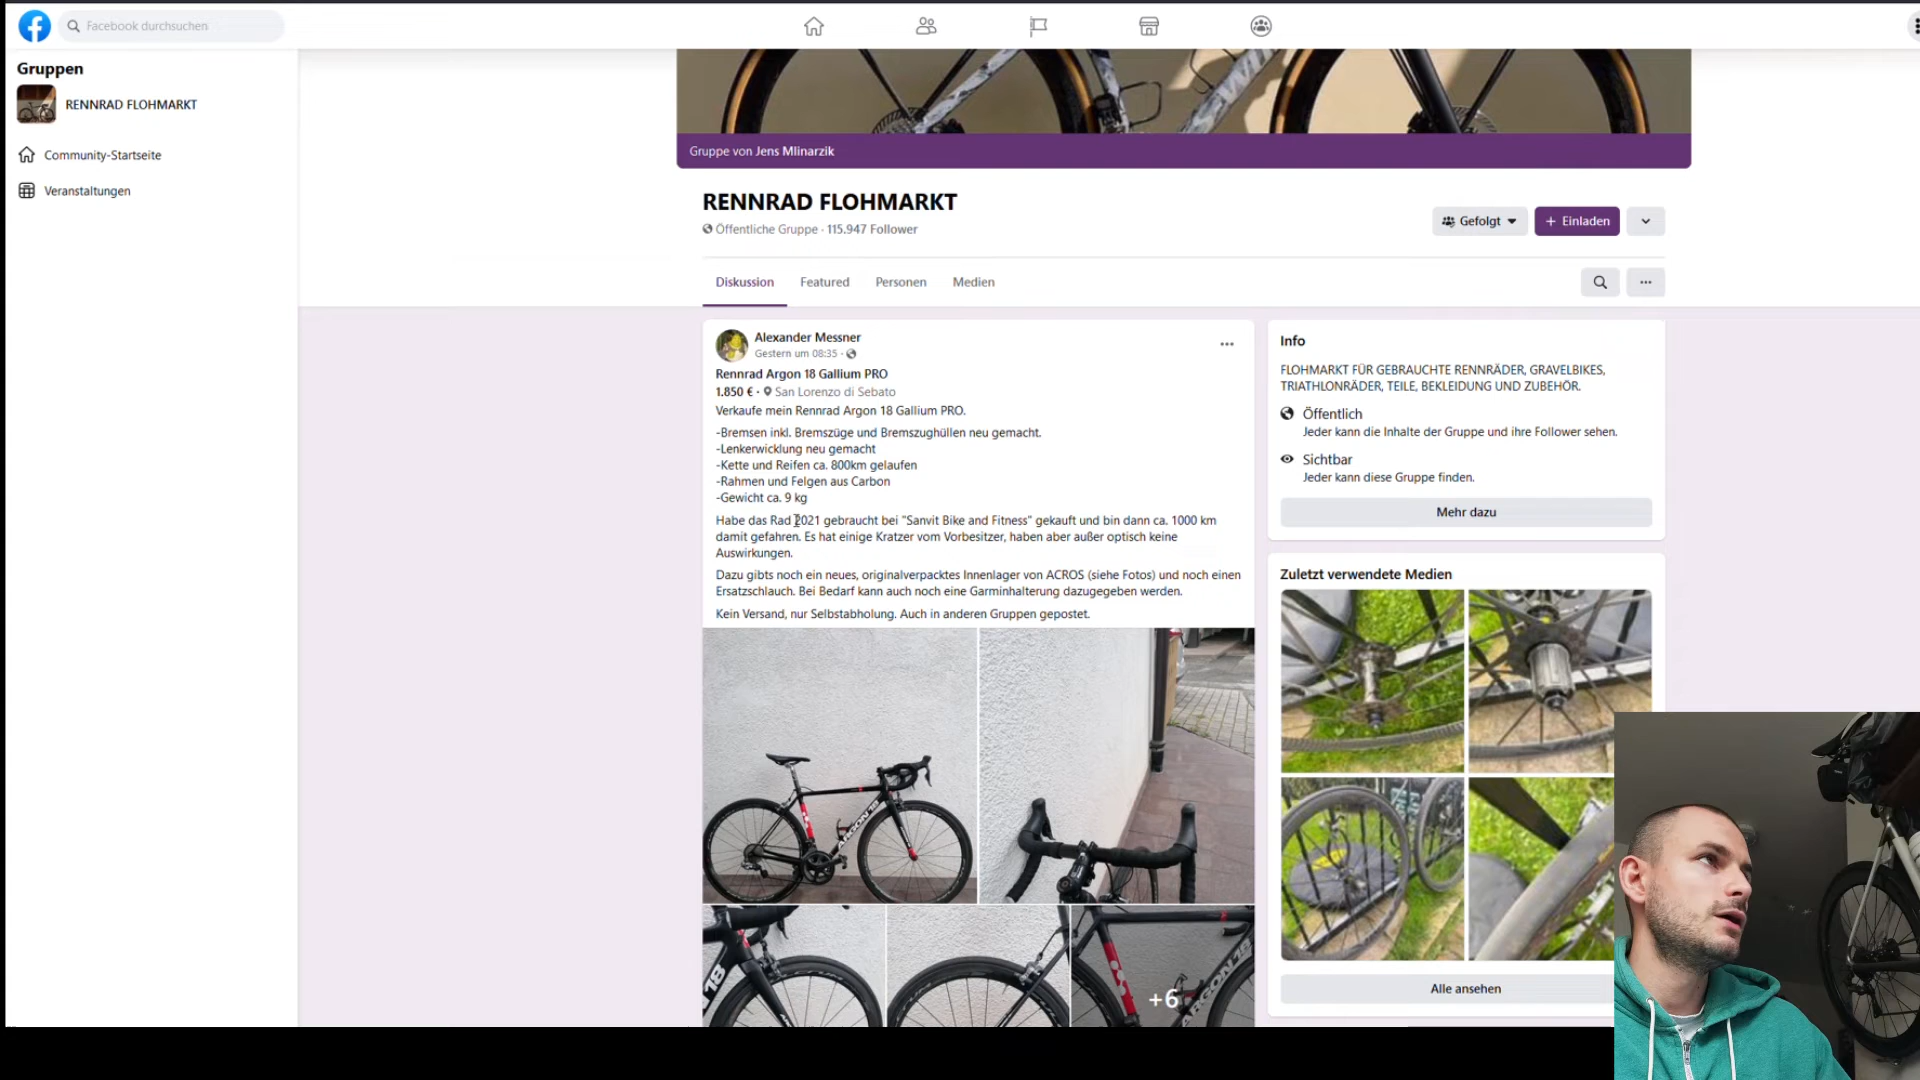 Facebook durchsuchen
Gruppen
RENNRAD FLOHMARKT
Community-Startseite
Veranstaltungen
Gruppe von Jens Mlinarzik
RENNRAD FLOHMARKT
Öffentliche Gruppe · 115.947 Follower
Gefolgt
+ Einladen
Diskussion
Featured
Personen
Medien
Alexander Messner
Gestern um 08:35 ·
Rennrad Argon 18 Gallium PRO
1.850 € · San Lorenzo di Sebato
Verkaufe mein Rennrad Argon 18 Gallium PRO.
-Bremsen inkl. Bremszüge und Bremszughüllen neu gemacht.
-Lenkerwicklung neu gemacht
-Kette und Reifen ca. 800km gelaufen
-Rahmen und Felgen aus Carbon
-Gewicht ca. 9 kg
Habe das Rad 2021 gebraucht bei "Sanvit Bike and Fitness" gekauft und bin dann ca. 1000 km
damit gefahren. Es hat einige Kratzer vom Vorbesitzer, haben aber außer optisch keine
Auswirkungen.
Dazu gibts noch ein neues, originalverpacktes Innenlager von ACROS (siehe Fotos) und noch einen
Ersatzschlauch. Bei Bedarf kann auch noch eine Garminhalterung dazugegeben werden.
Kein Versand, nur Selbstabholung. Auch in anderen Gruppen gepostet.
ARGON 18
18
ARGON 18
+6
Info
FLOHMARKT FÜR GEBRAUCHTE RENNRÄDER, GRAVELBIKES,
TRIATHLONRÄDER, TEILE, BEKLEIDUNG UND ZUBEHÖR.
Öffentlich
Jeder kann die Inhalte der Gruppe und ihre Follower sehen.
Sichtbar
Jeder kann diese Gruppe finden.
Mehr dazu
Zuletzt verwendete Medien
Alle ansehen